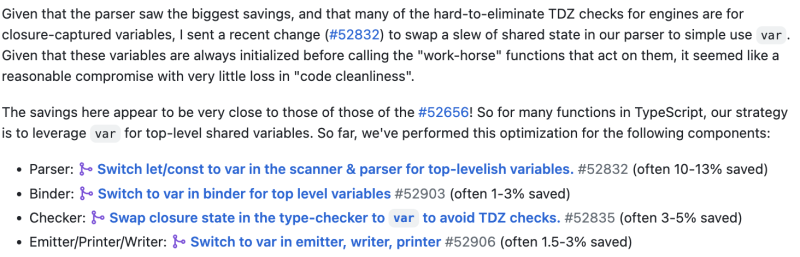 Given that the parser saw the biggest savings, and that many of the hard-to-eliminate TDZ checks for engines are for
closure-captured variables, I sent a recent change (#52832) to swap a slew of shared state in our parser to simple use var.
Given that these variables are always initialized before calling the "work-horse" functions that act on them, it seemed like a
reasonable compromise with very little loss in "code cleanliness".
The savings here appear to be very close to those of those of the #52656! So for many functions in TypeScript, our strategy
is to leverage var for top-level shared variables. So far, we've performed this optimization for the following components:
• Parser: Switch let/const to var in the scanner & parser for top-levelish variables. #52832 (often 10-13% saved)
• Binder: Switch to var in binder for top level variables #52903 (often 1-3% saved)
• Checker: Swap closure state in the type-checker to var to avoid TDZ checks. #52835 (often 3-5% saved)
• Emitter/Printer/Writer: Switch to var in emitter, writer, printer #52906 (often 1.5-3% saved)